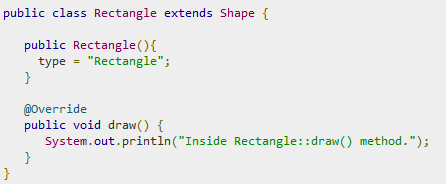 public class Rectangle extends Shape {
public Rectangle(){
type = "Rectangle";
}
@Override
public void draw() {
System.out.println("Inside Rectangle::draw() method.");
}
}